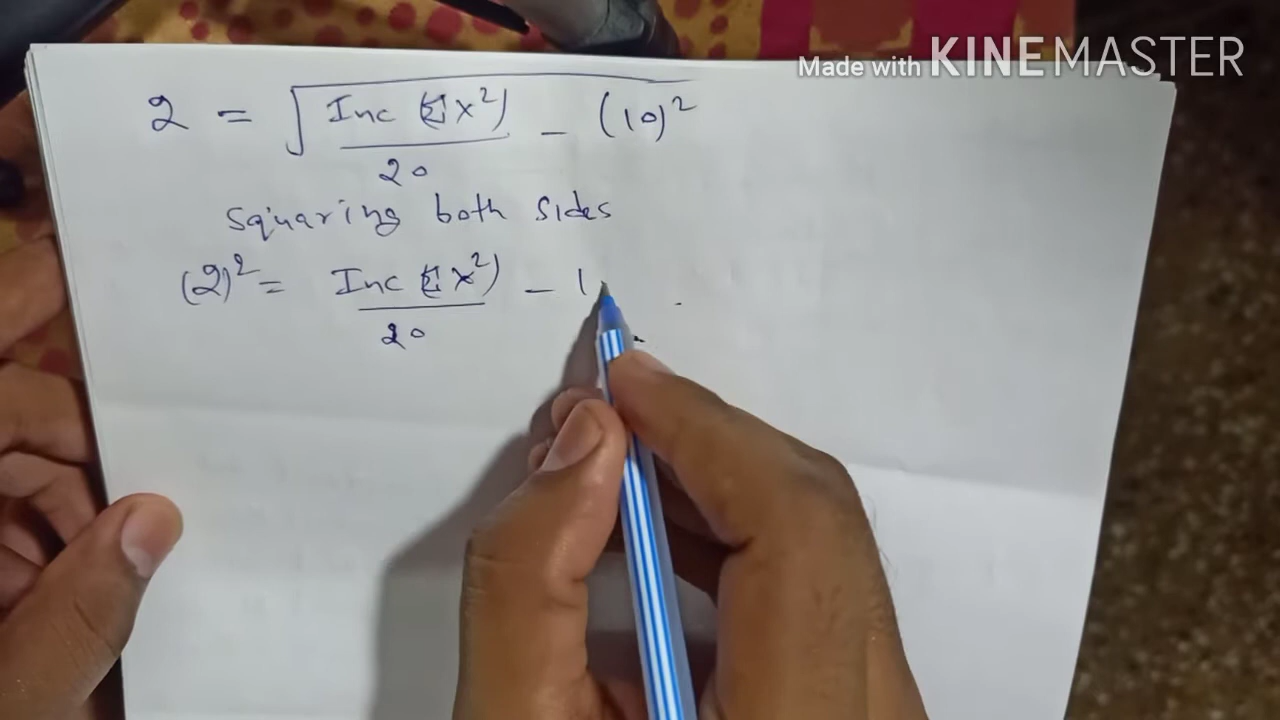 Made with KINEMASTER
2 = √ Inc (Σx²) / 20 - (10)²
Squaring both sides
(2)² = Inc (Σx²) / 20 - 1